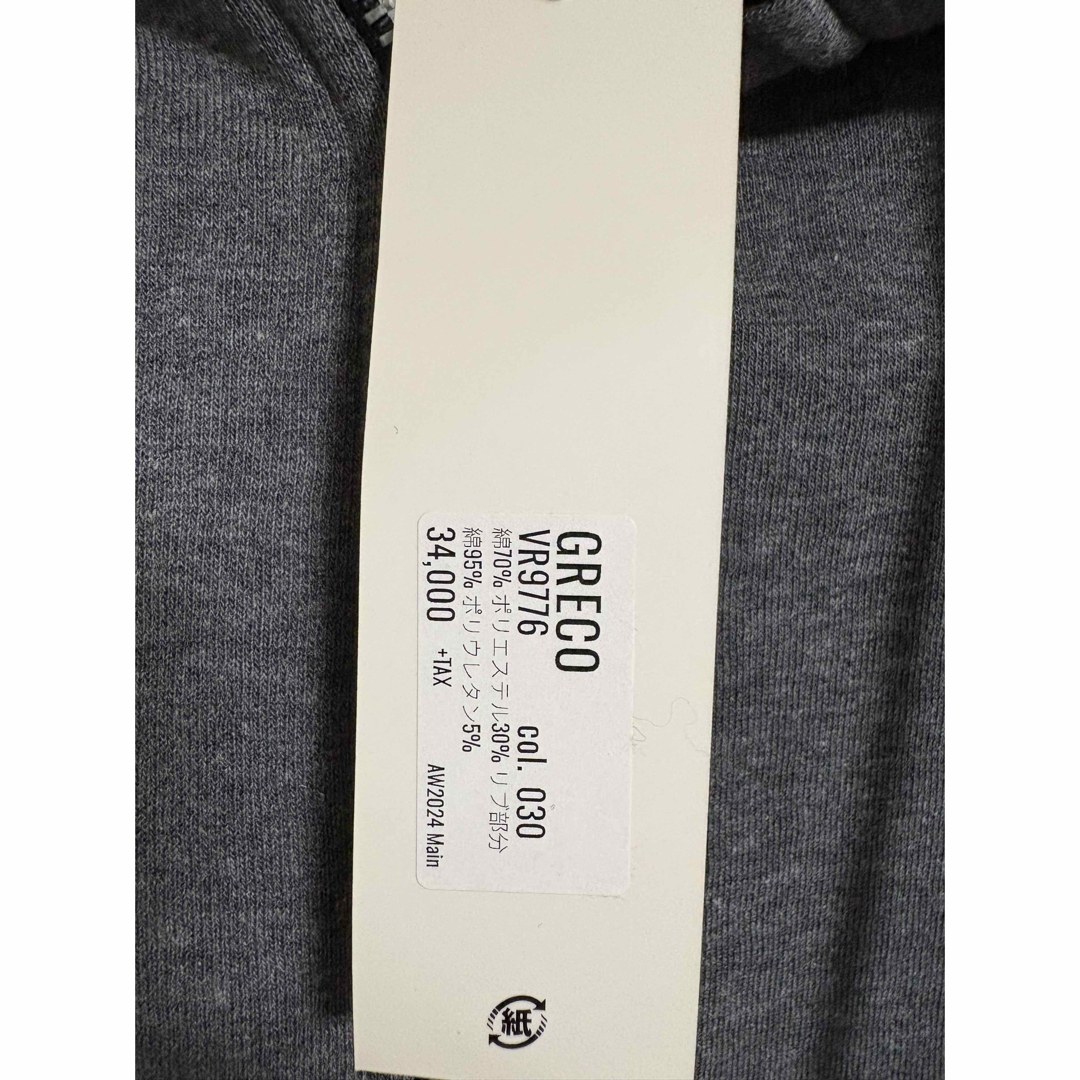 GRECO
VR9776 col. 030
綿70% ポリエステル30% リブ部分
綿95% ポリウレタン5%
34,000 +TAX AW2024 Main
紙